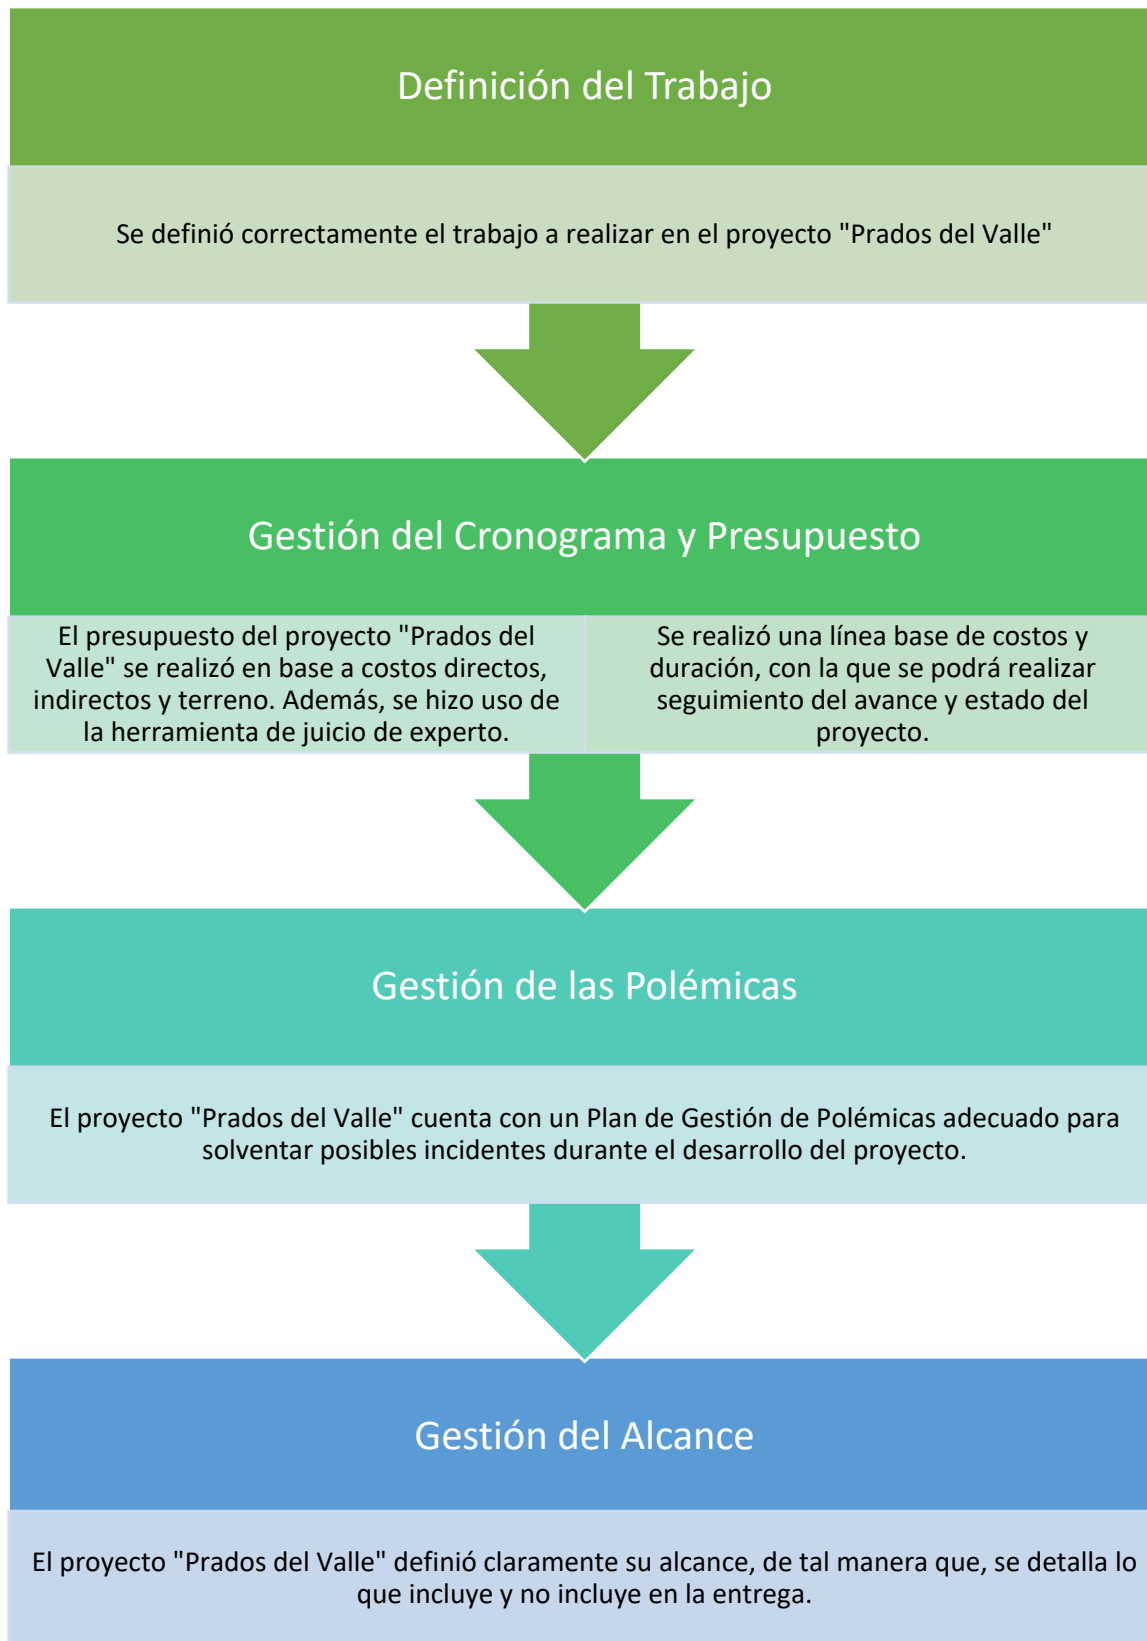 Definición del Trabajo
Se definió correctamente el trabajo a realizar en el proyecto "Prados del Valle"
Gestión del Cronograma y Presupuesto
El presupuesto del proyecto "Prados del
Valle" se realizó en base a costos directos,
indirectos y terreno. Además, se hizo uso de
la herramienta de juicio de experto.
Se realizó una línea base de costos y
duración, con la que se podrá realizar
seguimiento del avance y estado del
proyecto.
Gestión de las Polémicas
El proyecto "Prados del Valle" cuenta con un Plan de Gestión de Polémicas adecuado para
solventar posibles incidentes durante el desarrollo del proyecto.
Gestión del Alcance
El proyecto "Prados del Valle" definió claramente su alcance, de tal manera que, se detalla lo
que incluye y no incluye en la entrega.